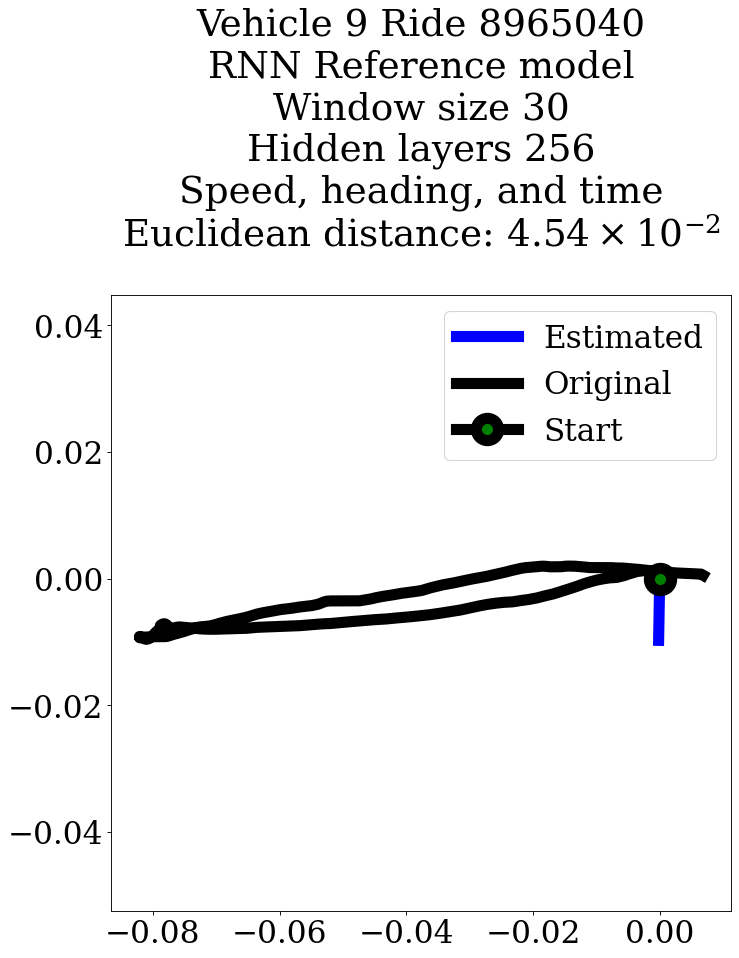 Vehicle 9 Ride 8965040
RNN Reference model
Window size 30
Hidden layers 256
Speed, heading, and time
Euclidean distance: 4.54 × 10⁻²
Estimated
Original
Start
0.04
0.02
0.00
−0.02
−0.04
−0.08 −0.06 −0.04 −0.02 0.00